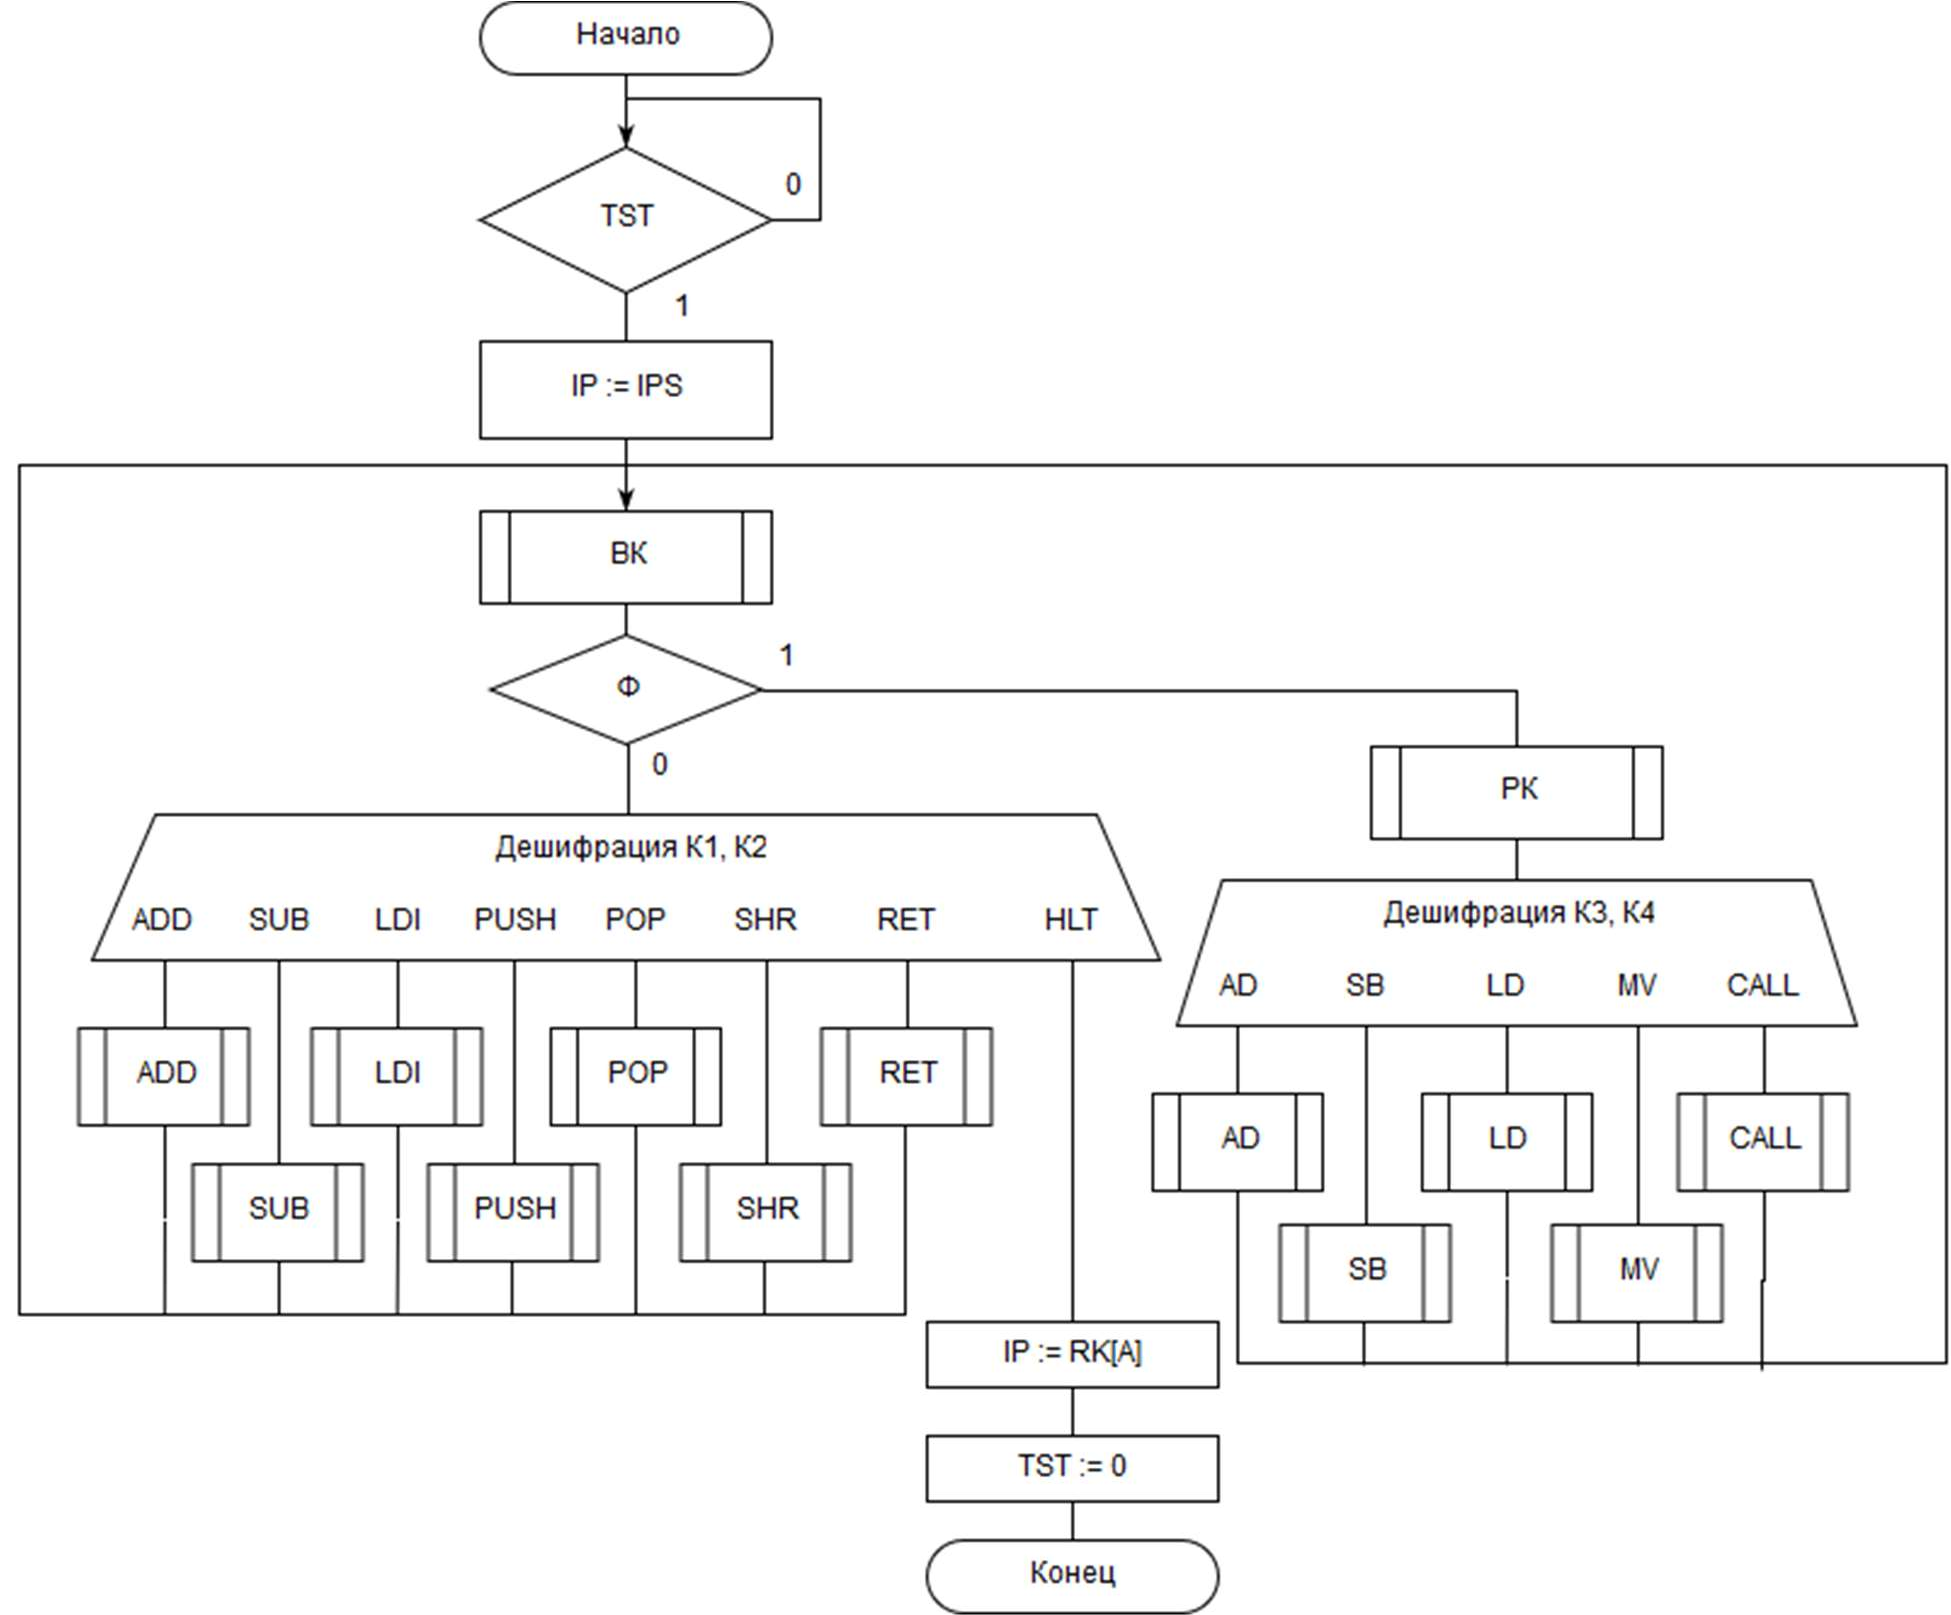 Начало
0
TST
1
IP := IPS
ВК
1
Ф
0
РК
Дешифрация К1, К2
ADD SUB LDI PUSH POP SHR RET HLT
Дешифрация К3, К4
AD SB LD MV CALL
ADD LDI POP RET
AD LD CALL
SUB PUSH SHR
SB MV
IP := RK[A]
TST := 0
Конец